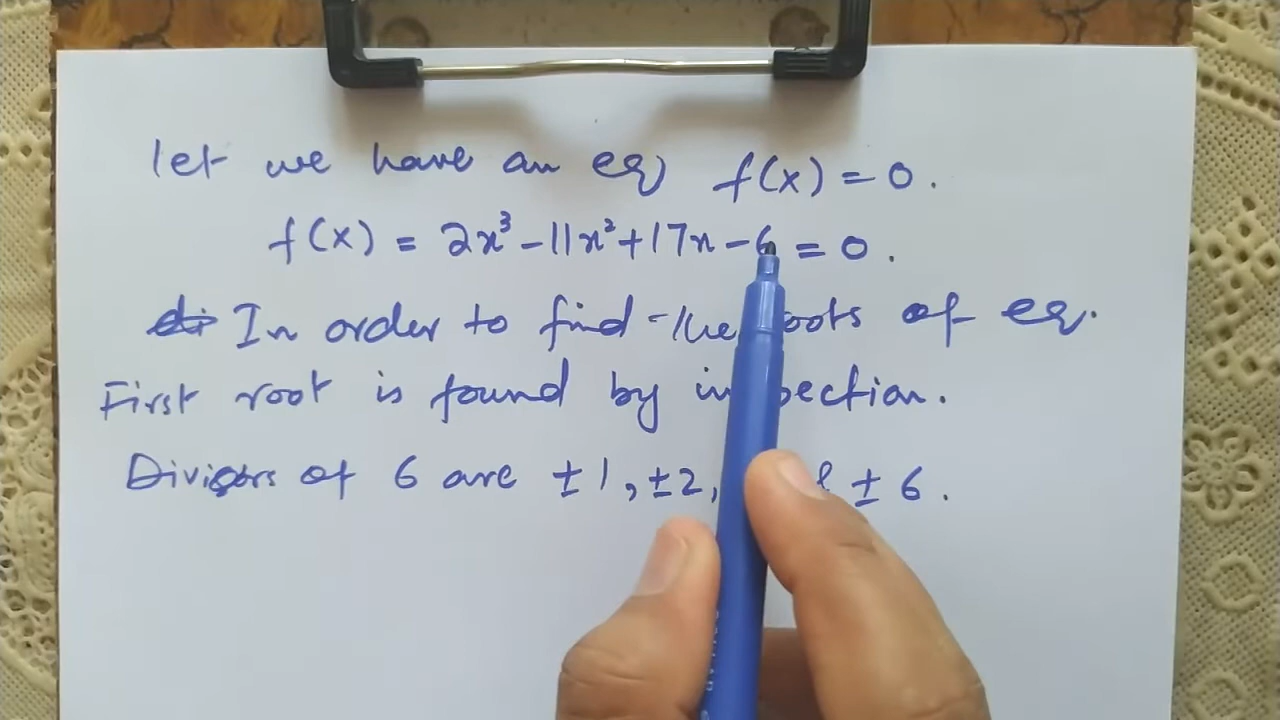 let we have an eq f(x) = 0.
f(x) = 2x³ - 11x² + 17x - 6 = 0.
In order to find the roots of eq.
First root is found by inspection.
Divisors of 6 are ±1, ±2, & ±6.